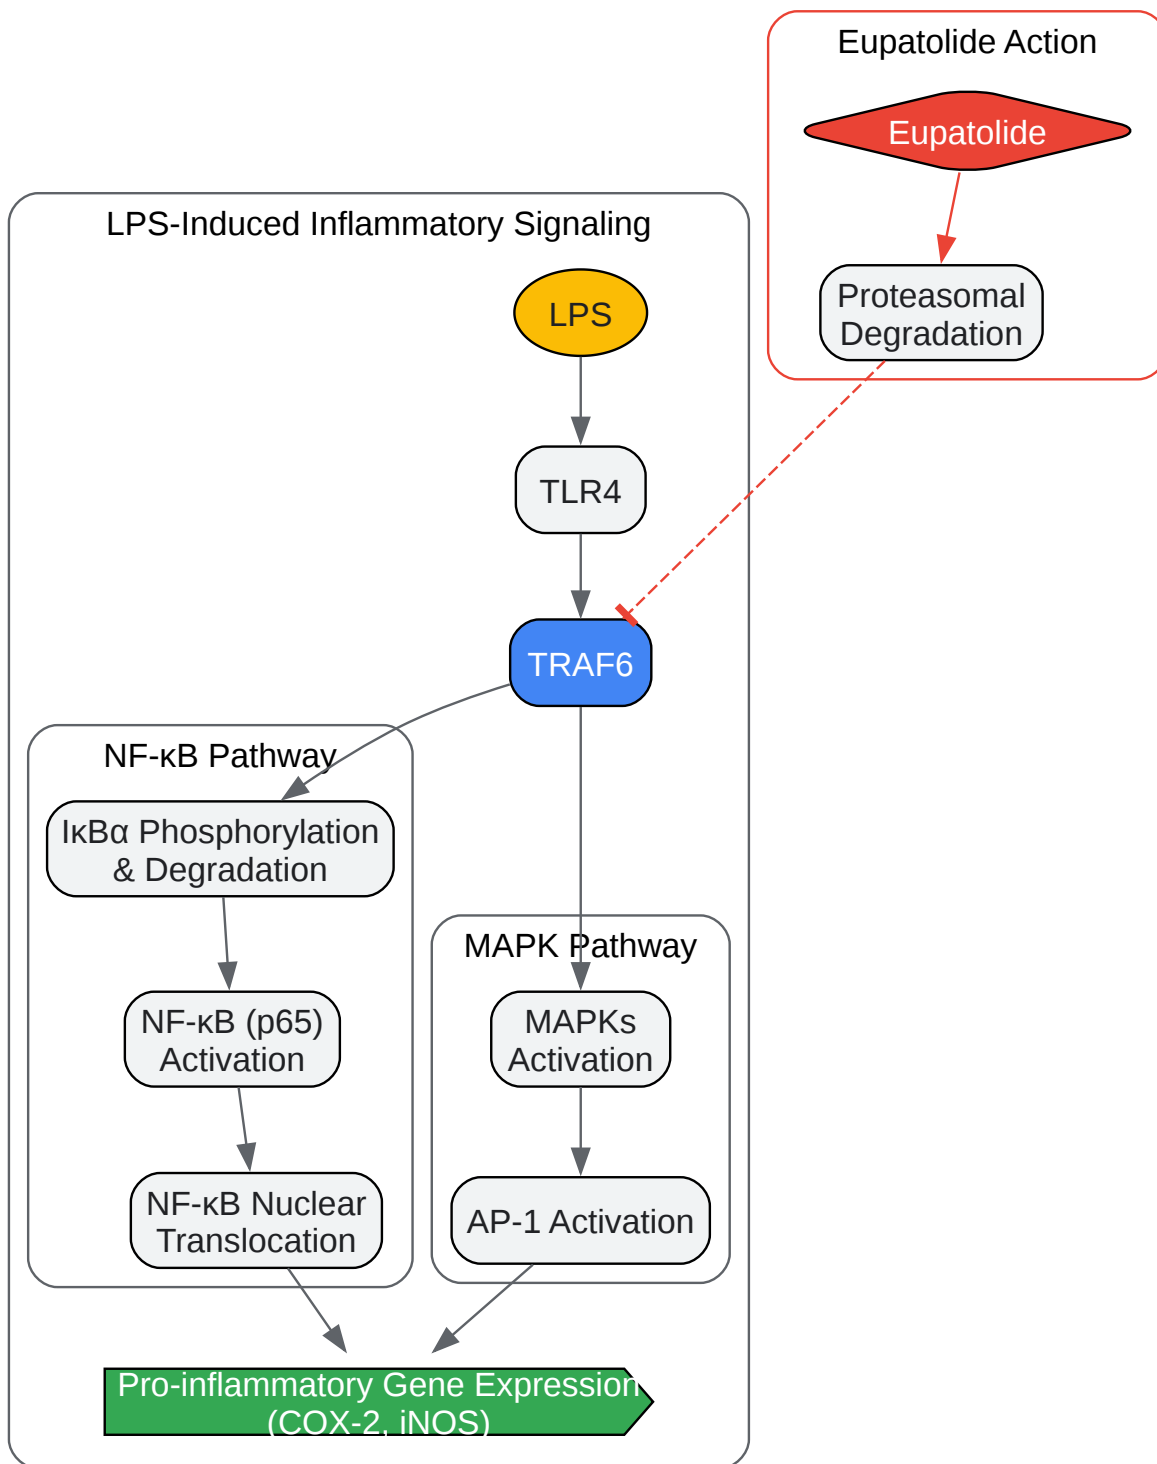 Eupatolide Action
Eupatolide
Proteasomal
Degradation
LPS-Induced Inflammatory Signaling
LPS
TLR4
TRAF6
NF-κB Pathway
IκBα Phosphorylation
& Degradation
NF-κB (p65)
Activation
NF-κB Nuclear
Translocation
MAPK Pathway
MAPKs
Activation
AP-1 Activation
Pro-inflammatory Gene Expression
(COX-2, iNOS)